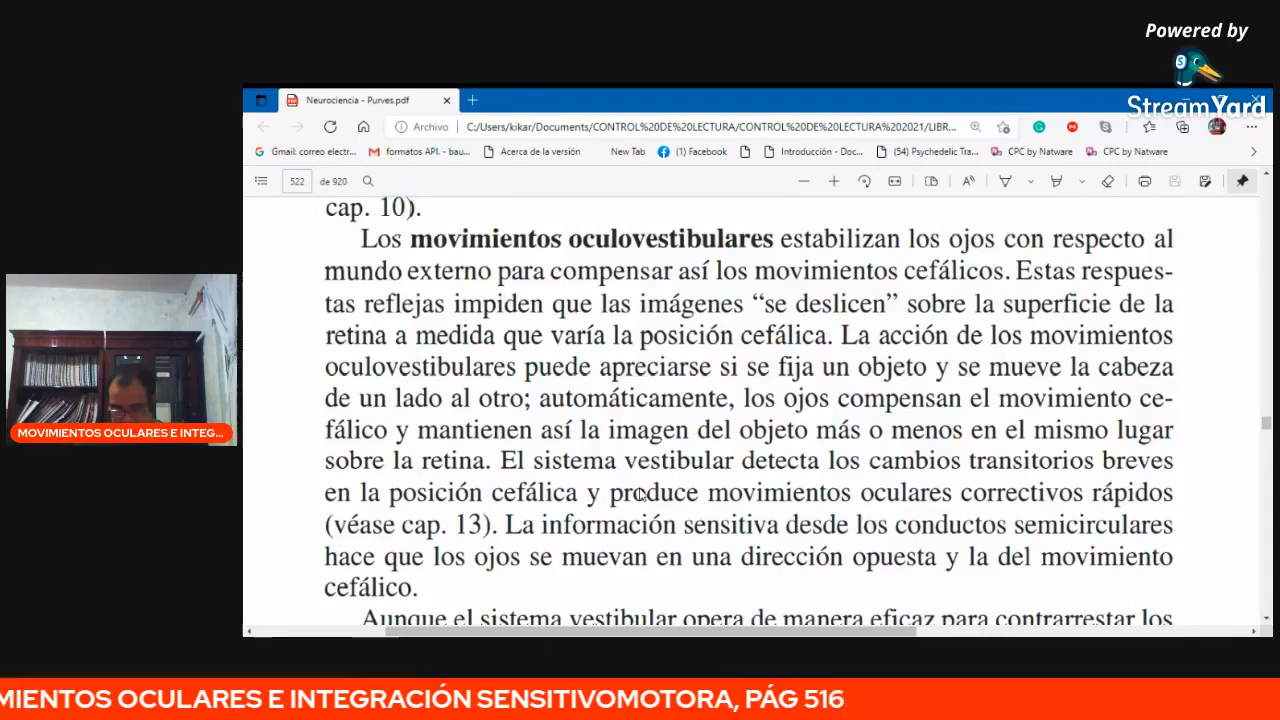 Powered by
StreamYard
Neurociencia - Purves.pdf
Archivo
C:/Users/kikar/Documents/CONTROL%20DE%20LECTURA/CONTROL%20DE%20LECTURA%202021/LIBR...
Gmail: correo electr...
formatos API. - bau...
Acerca de la versión
New Tab
(1) Facebook
Introducción - Doc...
(54) Psychedelic Tra...
CPC by Natware
CPC by Natware
522
de 920
cap. 10).
Los movimientos oculovestibulares estabilizan los ojos con respecto al
mundo externo para compensar así los movimientos cefálicos. Estas respues-
tas reflejas impiden que las imágenes “se deslicen” sobre la superficie de la
retina a medida que varía la posición cefálica. La acción de los movimientos
oculovestibulares puede apreciarse si se fija un objeto y se mueve la cabeza
de un lado al otro; automáticamente, los ojos compensan el movimiento ce-
fálico y mantienen así la imagen del objeto más o menos en el mismo lugar
sobre la retina. El sistema vestibular detecta los cambios transitorios breves
en la posición cefálica y produce movimientos oculares correctivos rápidos
(véase cap. 13). La información sensitiva desde los conductos semicirculares
hace que los ojos se muevan en una dirección opuesta y la del movimiento
cefálico.
Aunque el sistema vestibular opera de manera eficaz para contrarrestar los
MOVIMIENTOS OCULARES E INTEG...
MIENTOS OCULARES E INTEGRACIÓN SENSITIVOMOTORA, PÁG 516